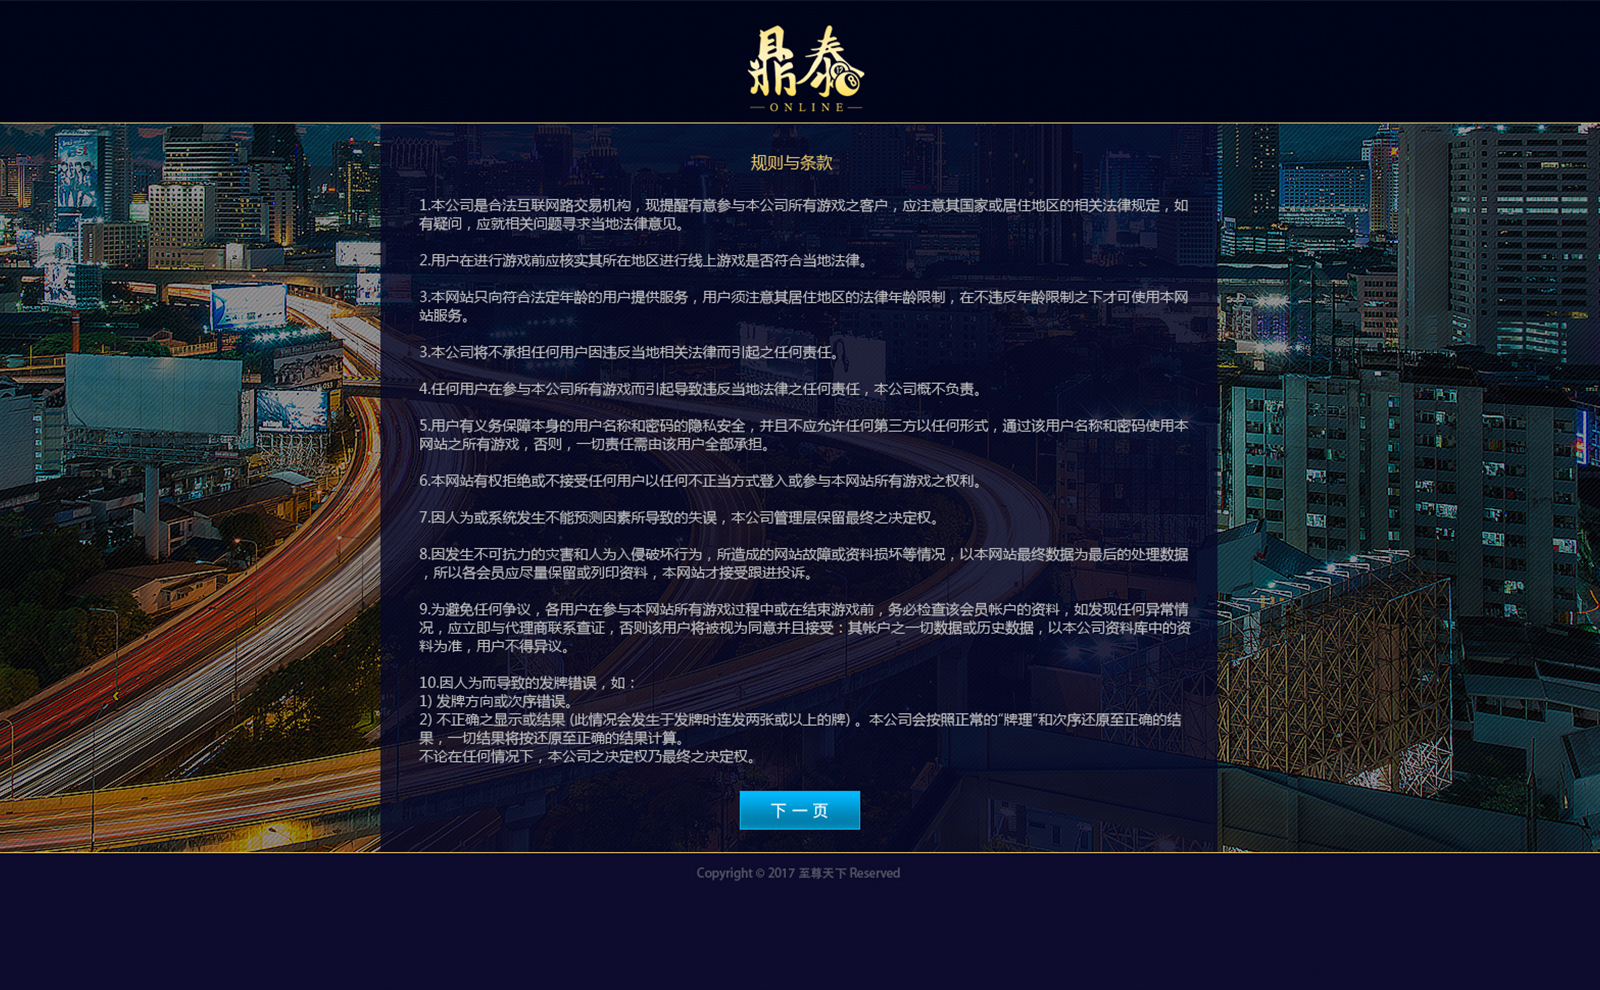 鼎泰
ONLINE
规则与条款
1.本公司是合法互联网路交易机构，现提醒有意参与本公司所有游戏之客户，应注意其国家或居住地区的相关法律规定，如
有疑问，应就相关问题寻求当地法律意见。
2.用户在进行游戏前应核实其所在地区进行线上游戏是否符合当地法律。
3.本网站只向符合法定年龄的用户提供服务，用户须注意其居住地区的法律年龄限制，在不违反年龄限制之下才可使用本网
站服务。
3.本公司将不承担任何用户因违反当地相关法律而引起之任何责任。
4.任何用户在参与本公司所有游戏而引起导致违反当地法律之任何责任，本公司概不负责。
5.用户有义务保障本身的用户名称和密码的隐私安全，并且不应允许任何第三方以任何形式，通过该用户名称和密码使用本
网站之所有游戏，否则，一切责任需由该用户全部承担。
6.本网站有权拒绝或不接受任何用户以任何不正当方式登入或参与本网站所有游戏之权利。
7.因人为或系统发生不能预测因素所导致的失误，本公司管理层保留最终之决定权。
8.因发生不可抗力的灾害和人为入侵破坏行为，所造成的网站故障或资料损坏等情况，以本网站最终数据为最后的处理数据
，所以各会员应尽量保留或列印资料，本网站才接受跟进投诉。
9.为避免任何争议，各用户在参与本网站所有游戏过程中或在结束游戏前，务必检查该会员帐户的资料，如发现任何异常情
况，应立即与代理商联系查证，否则该用户将被视为同意并且接受：其帐户之一切数据或历史数据，以本公司资料库中的资
料为准，用户不得异议。
10.因人为而导致的发牌错误，如：
1) 发牌方向或次序错误。
2) 不正确之显示或结果 (此情况会发生于发牌时连发两张或以上的牌) 。本公司会按照正常的"牌理"和次序还原至正确的结
果，一切结果将按还原至正确的结果计算。
不论在任何情况下，本公司之决定权乃最终之决定权。
下一页
Copyright © 2017 至尊天下 Reserved